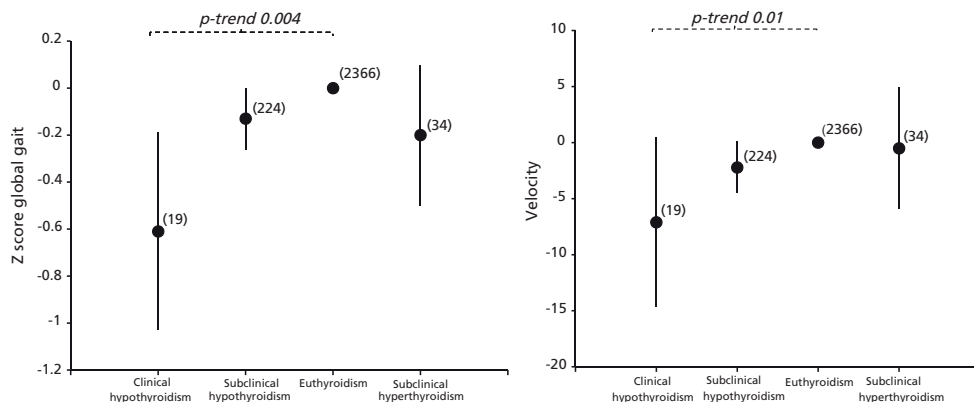 p-trend 0.004
0.2
0
-0.2
-0.4
-0.6
-0.8
-1
-1.2
Z score global gait
(19)
(224)
(2366)
(34)
Clinical
hypothyroidism
Subclinical
hypothyroidism
Euthyroidism
Subclinical
hyperthyroidism
p-trend 0.01
10
5
0
-5
-10
-15
-20
Velocity
(19)
(224)
(2366)
(34)
Clinical
hypothyroidism
Subclinical
hypothyroidism
Euthyroidism
Subclinical
hyperthyroidism